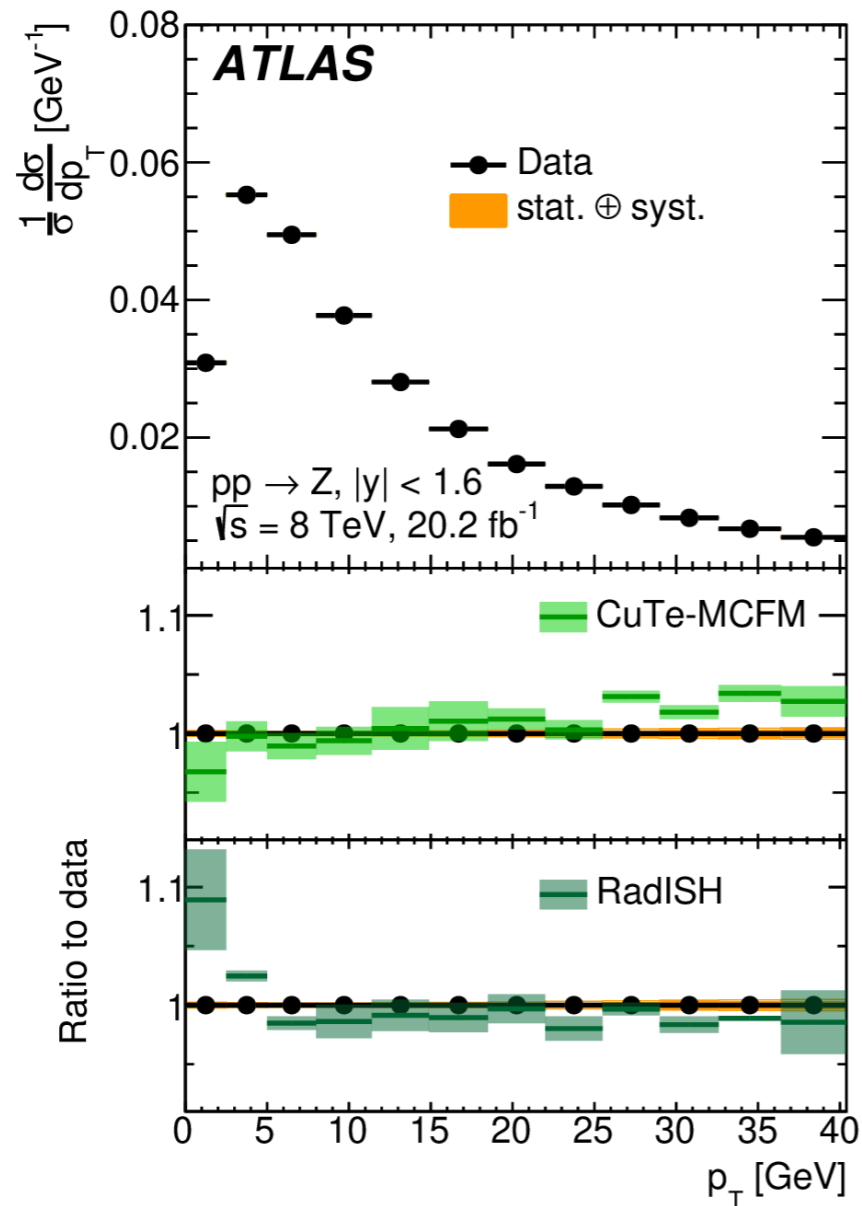 ATLAS
1/σ dσ/dp_T [GeV⁻¹]
0.08
0.06
0.04
0.02
Data
stat. ⊕ syst.
pp → Z, |y| < 1.6
√s = 8 TeV, 20.2 fb⁻¹
1.1
1
CuTe-MCFM
Ratio to data
1.1
1
RadISH
0 5 10 15 20 25 30 35 40
p_T [GeV]